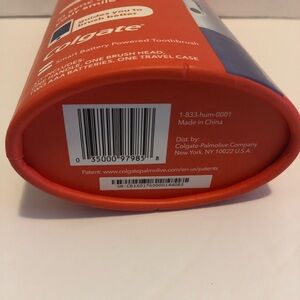 guides you to
brush better
Colgate
Smart Battery Powered Toothbrush
INCLUDES: ONE BRUSH HEAD,
TWO AAA BATTERIES, ONE TRAVEL CASE
1-833-hum-0001
Made in China
Dist. by:
Colgate-Palmolive Company
New York, NY 10022 U.S.A.
0 35000 97985 8
Patent: www.colgatepalmolive.com/en-us/patents